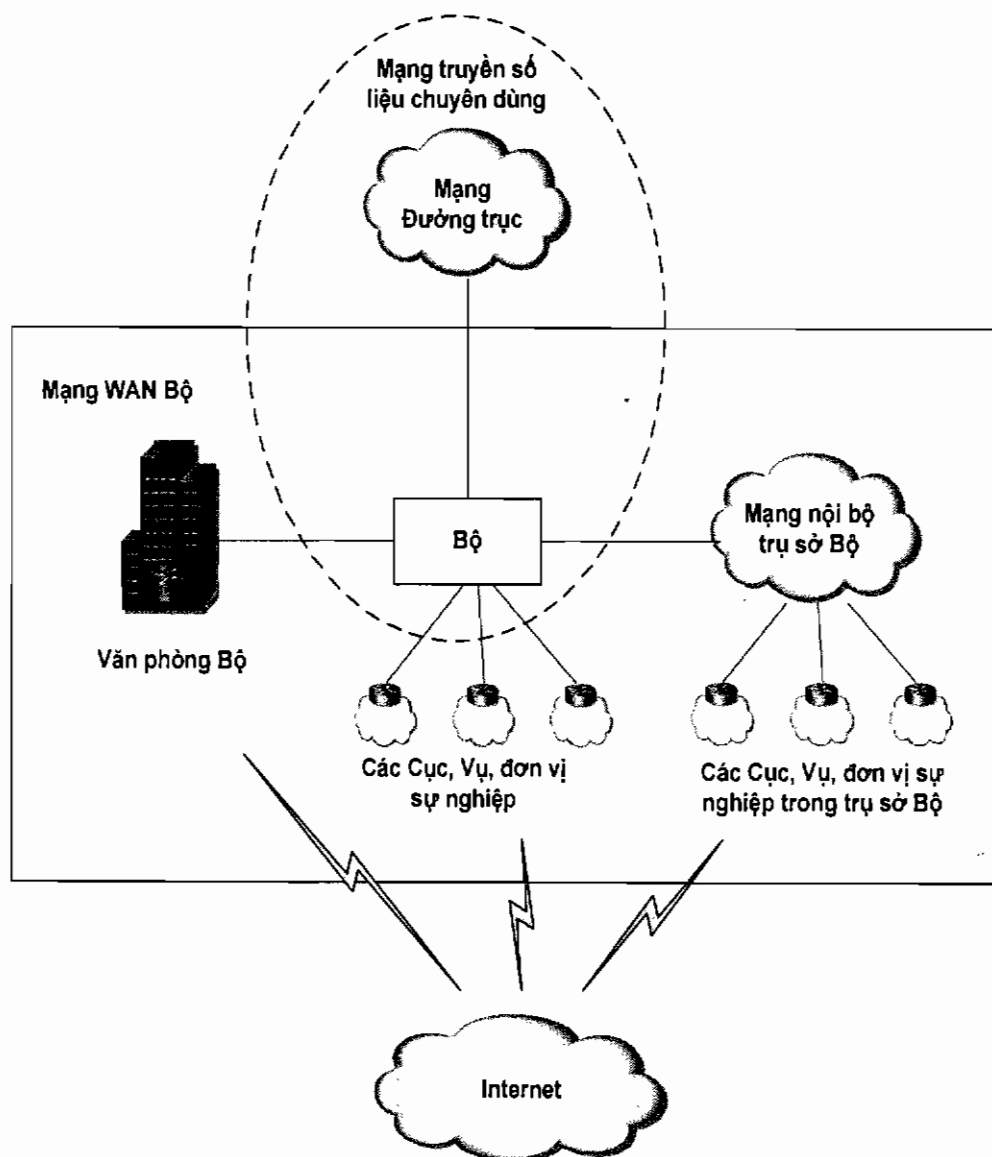 Mạng truyền số
liệu chuyên dùng
Mạng
Đường trục
Mạng WAN Bộ
Bộ
Mạng nội bộ
trụ sở Bộ
Văn phòng Bộ
Các Cục, Vụ, đơn vị
sự nghiệp
Các Cục, Vụ, đơn vị sự
nghiệp trong trụ sở Bộ
Internet